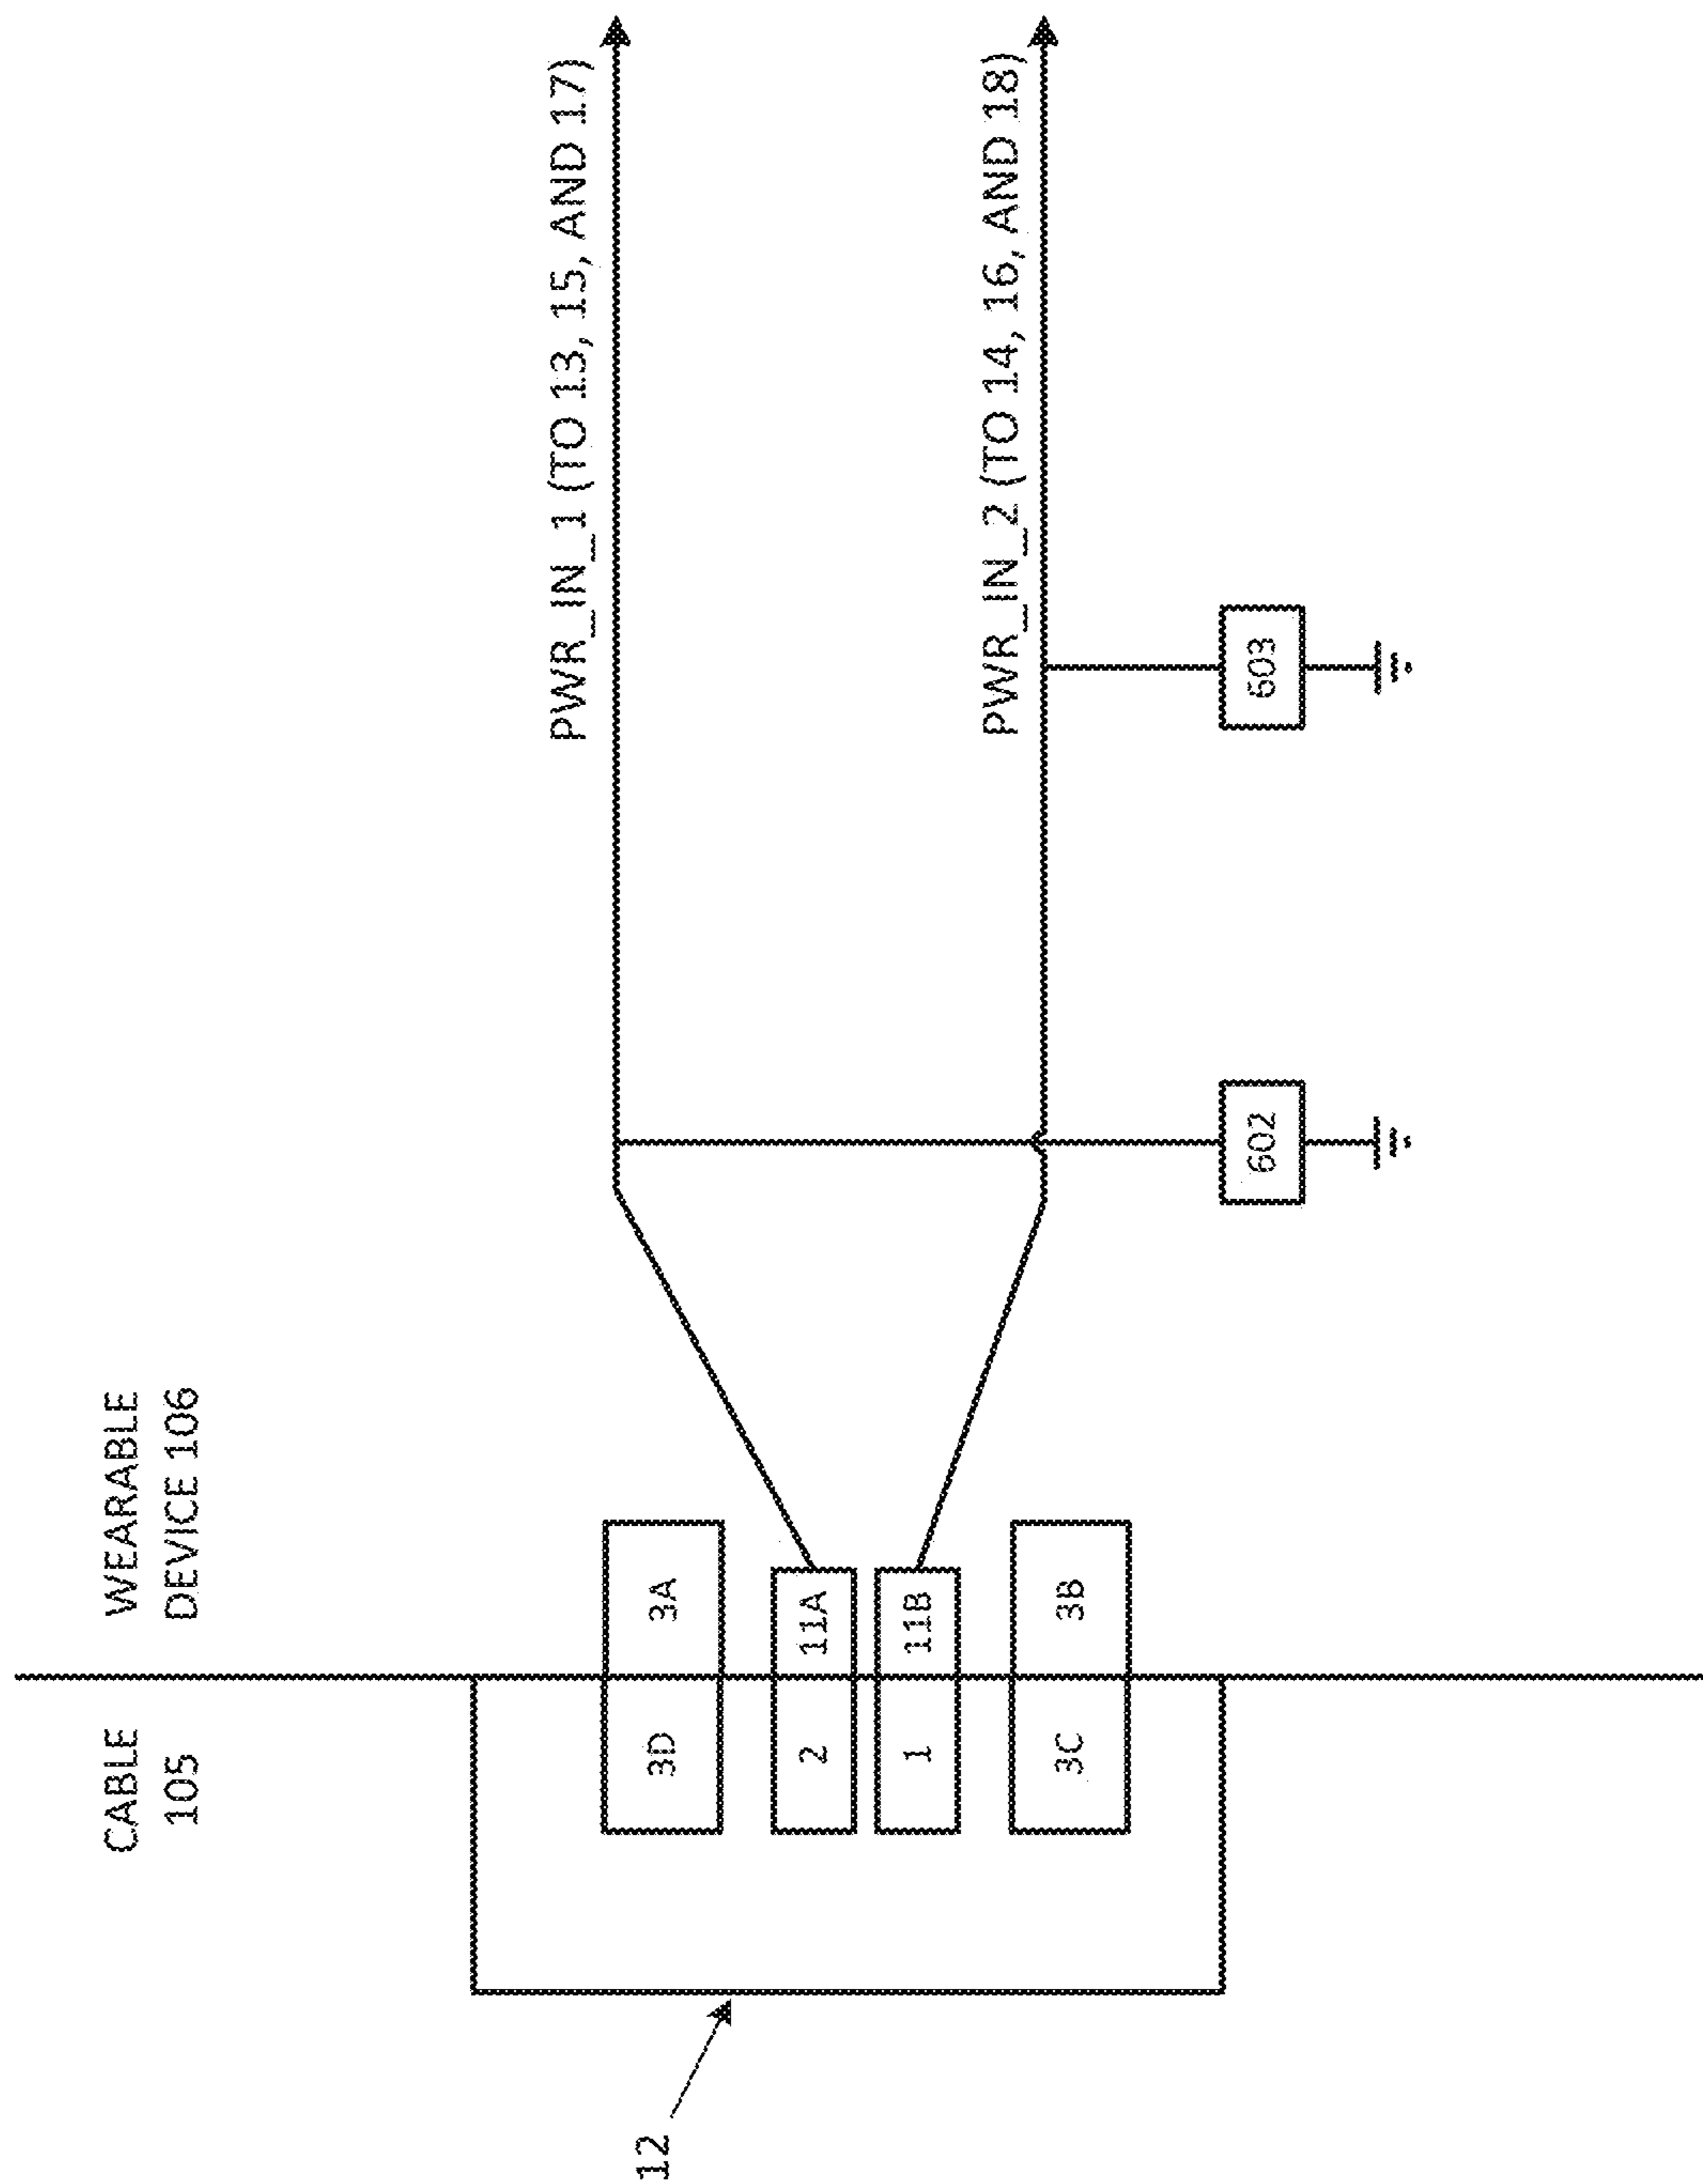 CABLE
105
WEARABLE
DEVICE 106
PWR_IN_1 (TO 13, 15, AND 17)
3D
3A
2
11A
1
11B
3C
3B
PWR_IN_2 (TO 14, 16, AND 18)
602
603
12